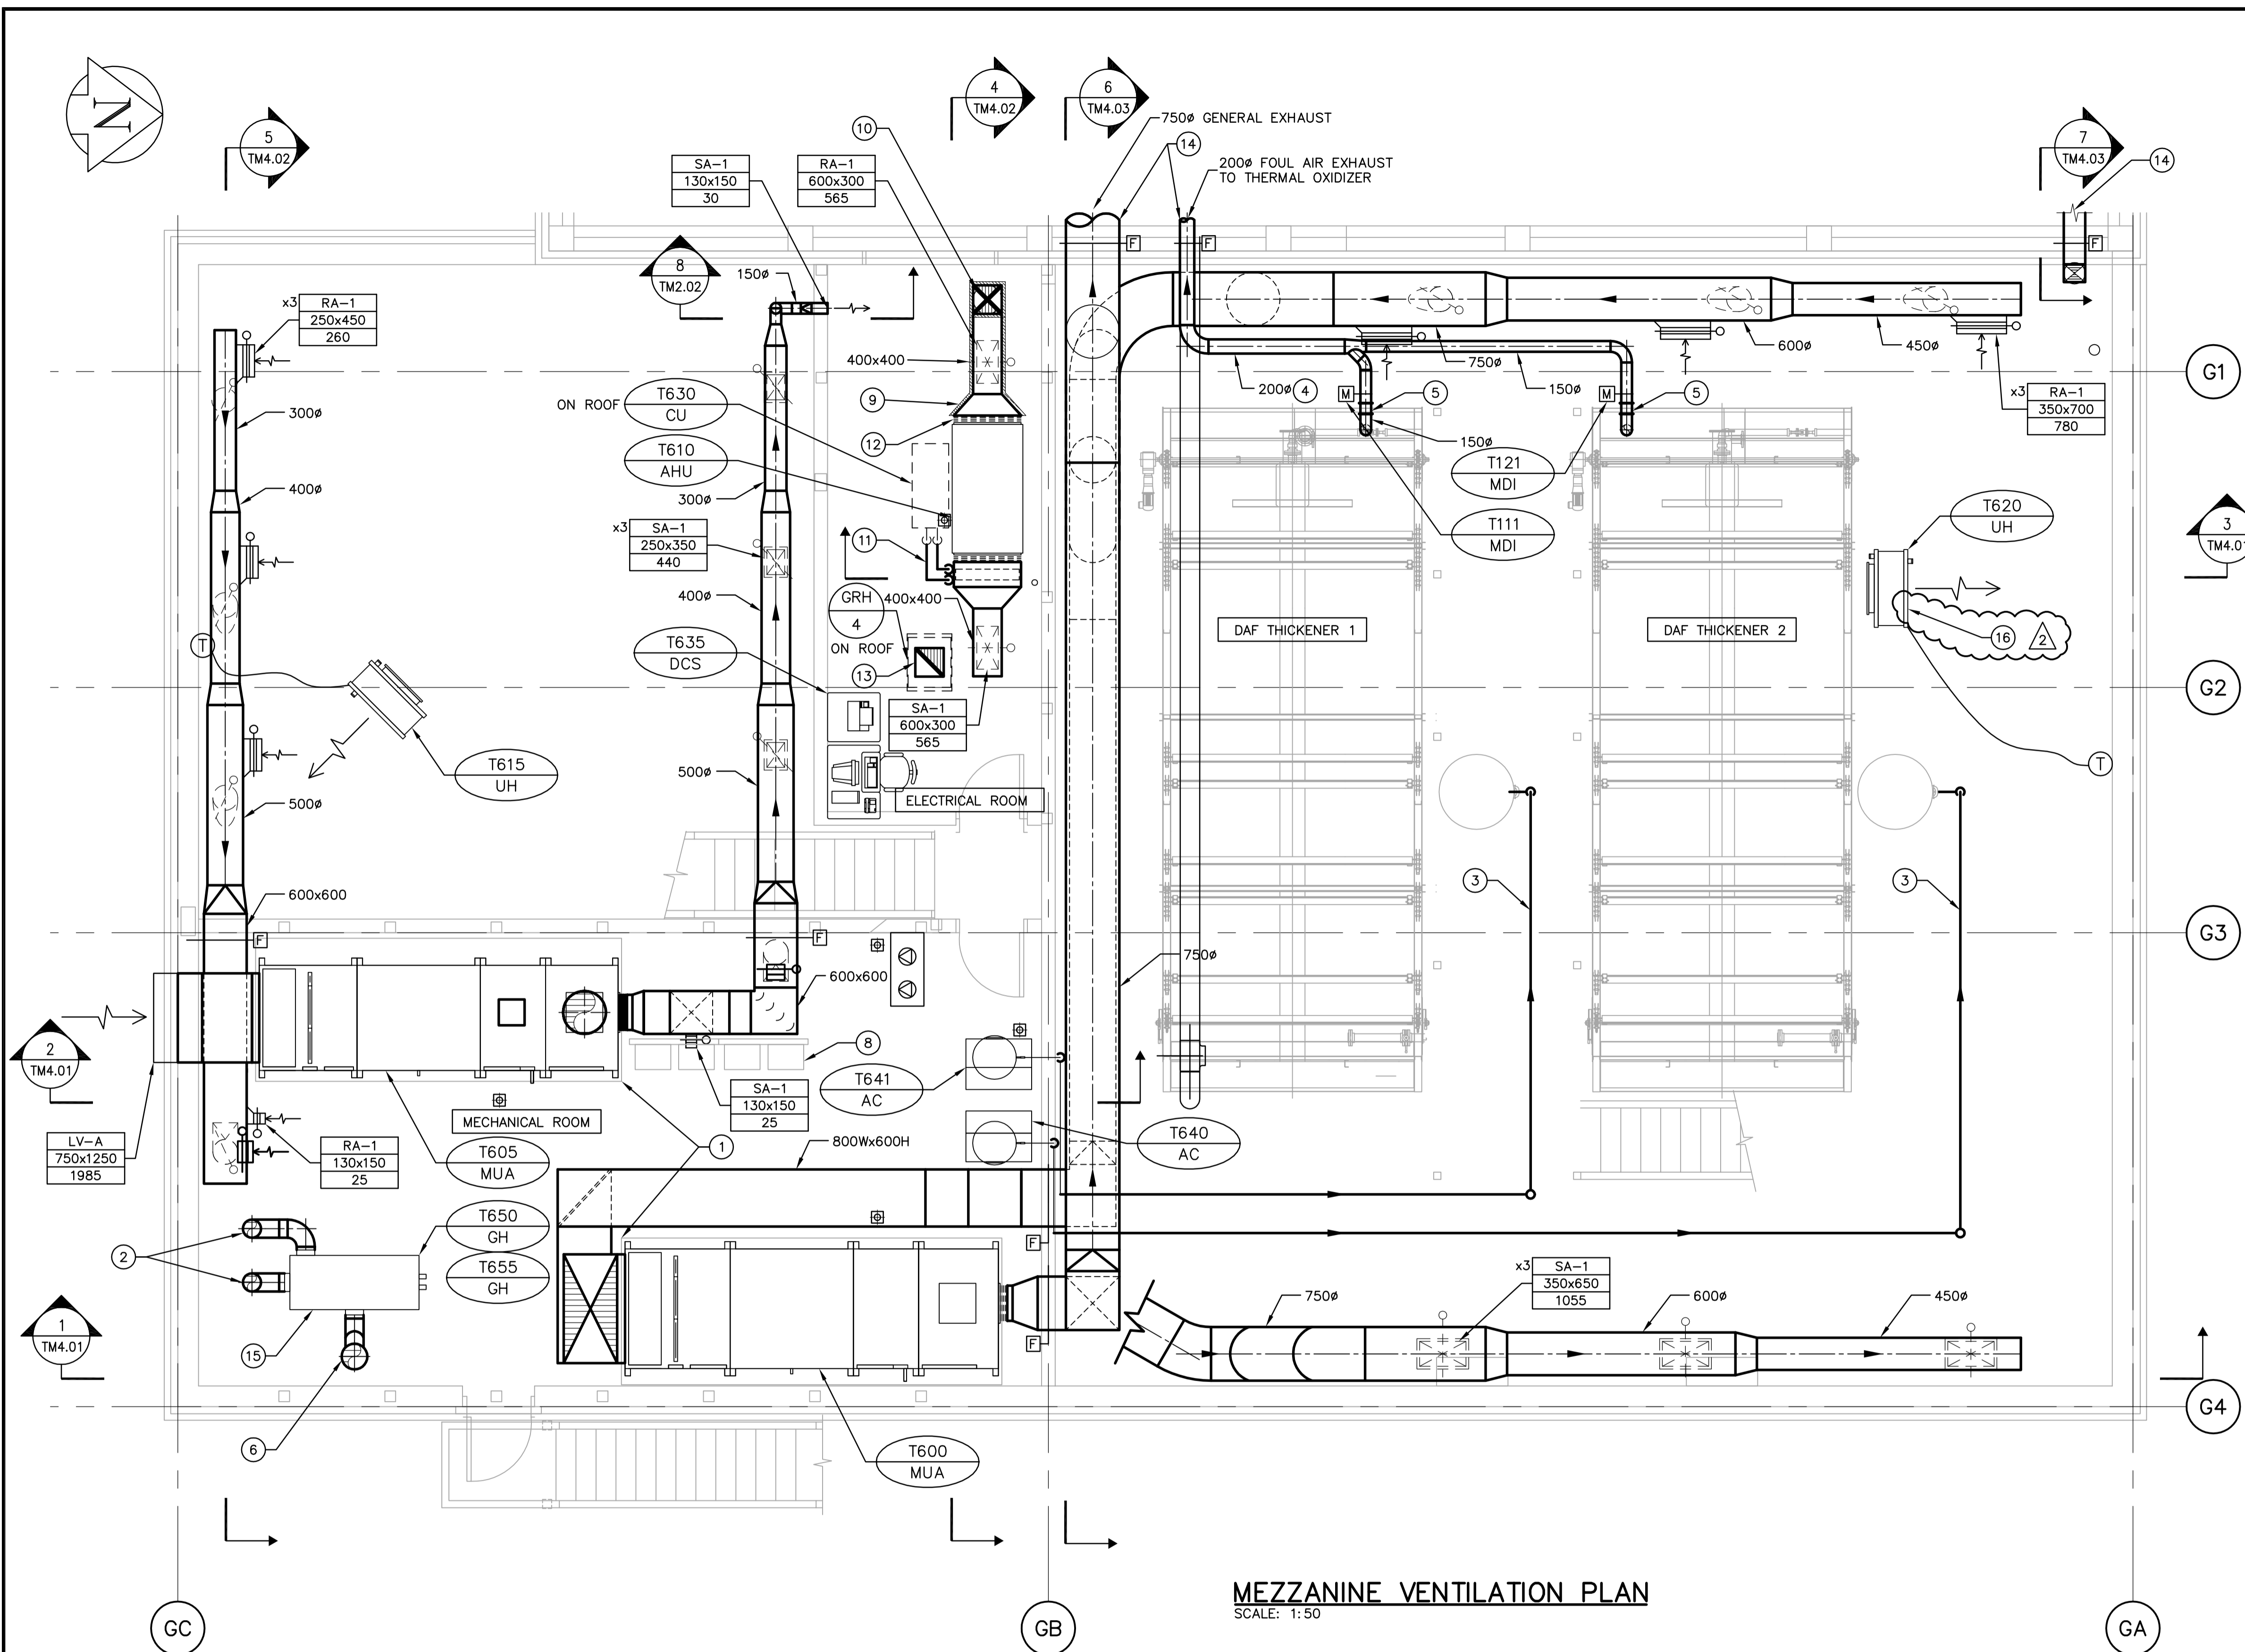 N
5
TM4.02
4
TM4.02
6
TM4.03
7
TM4.03
14
750ø GENERAL EXHAUST
14
200ø FOUL AIR EXHAUST
TO THERMAL OXIDIZER
10
SA-1
130x150
30
RA-1
600x300
565
8
TM2.02
150ø
F
F
F
x3
RA-1
250x450
260
400x400
750ø
600ø
450ø
G1
300ø
ON ROOF
T630
CU
9
12
200ø
4
M
5
150ø
M
5
x3
RA-1
350x700
780
150ø
T610
AHU
T121
MDI
400ø
300ø
T620
UH
x3
SA-1
250x350
440
11
T111
MDI
3
TM4.01
400ø
GRH
4
400x400
ON ROOF
DAF THICKENER 1
DAF THICKENER 2
16
2
T
T635
DCS
13
G2
SA-1
600x300
565
T615
UH
500ø
T
500ø
ELECTRICAL ROOM
600x600
3
3
F
F
G3
750ø
600x600
2
TM4.01
8
T641
AC
SA-1
130x150
25
MECHANICAL ROOM
LV-A
750x1250
1985
RA-1
130x150
25
T605
MUA
1
800Wx600H
T640
AC
T650
GH
2
T655
GH
F
x3
SA-1
350x650
1055
750ø
600ø
450ø
1
TM4.01
15
F
G4
6
T600
MUA
MEZZANINE VENTILATION PLAN
SCALE: 1:50
GC
GB
GA